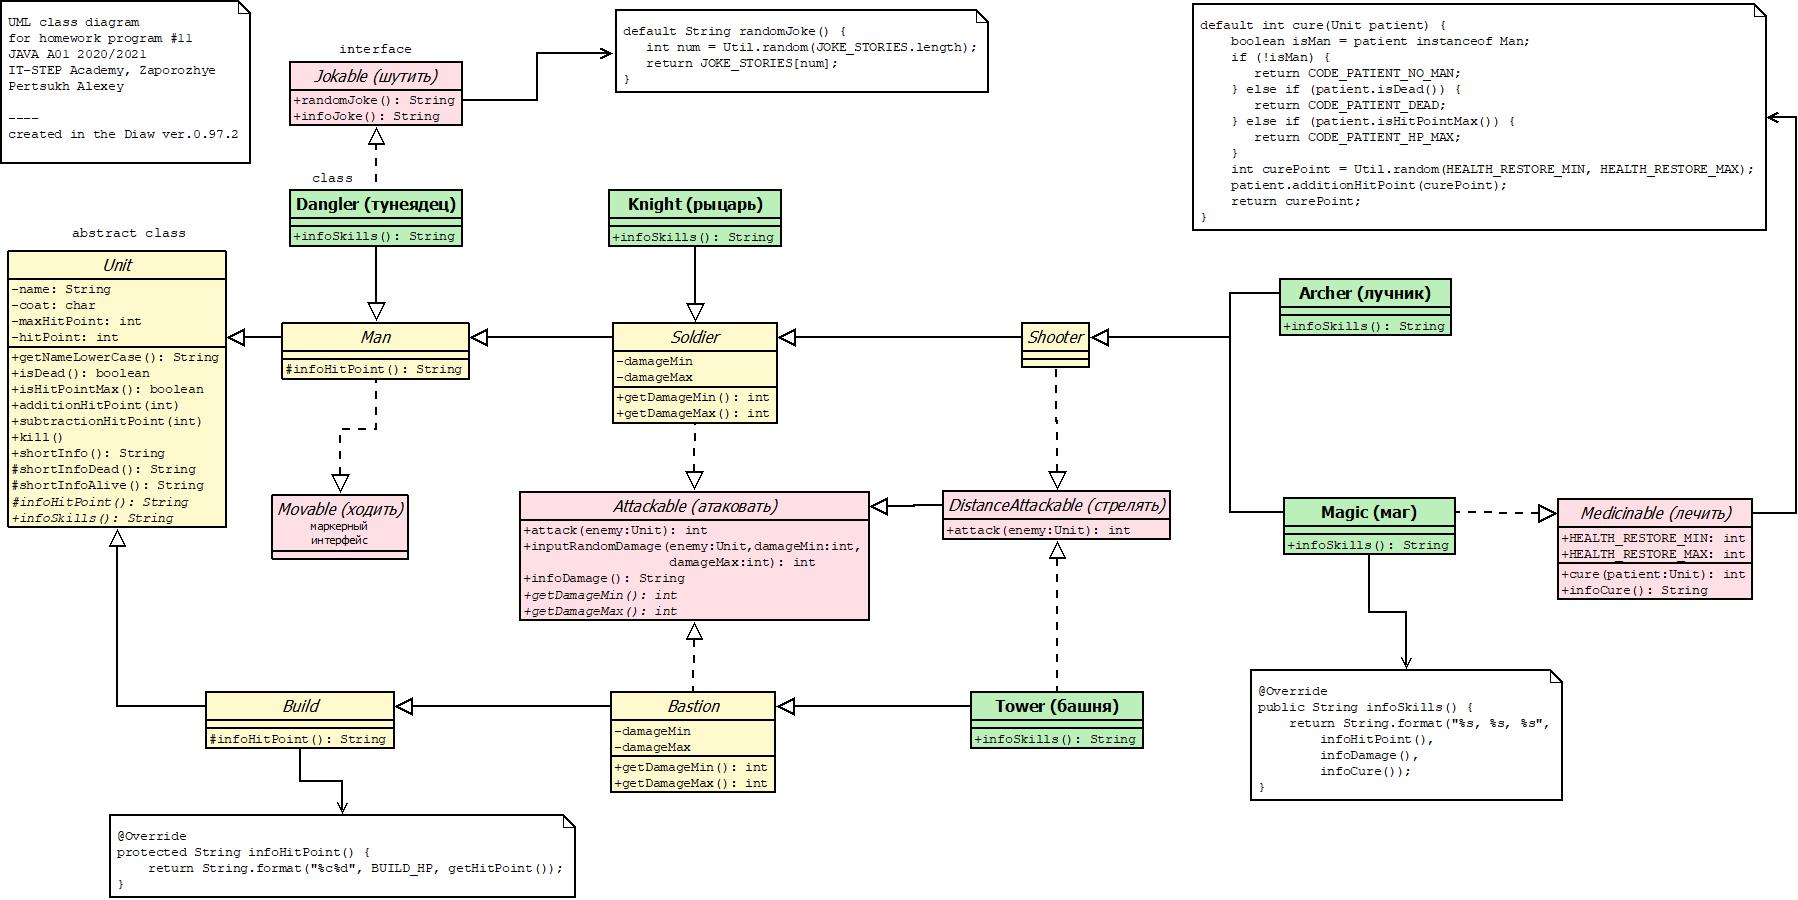 UML class diagram
for homework program #11
JAVA A01 2020/2021
IT-STEP Academy, Zaporozhye
Pertsukh Alexey
----
created in the Diaw ver.0.97.2
interface
Jokable (шутить)
+randomJoke(): String
+infoJoke(): String
default String randomJoke() {
int num = Util.random(JOKE_STORIES.length);
return JOKE_STORIES[num];
}
default int cure(Unit patient) {
boolean isMan = patient instanceof Man;
if (!isMan) {
return CODE_PATIENT_NO_MAN;
} else if (patient.isDead()) {
return CODE_PATIENT_DEAD;
} else if (patient.isHitPointMax()) {
return CODE_PATIENT_HP_MAX;
}
int curePoint = Util.random(HEALTH_RESTORE_MIN, HEALTH_RESTORE_MAX);
patient.additionHitPoint(curePoint);
return curePoint;
}
class
Dangler (тунеядец)
+infoSkills(): String
Knight (рыцарь)
+infoSkills(): String
abstract class
Unit
-name: String
-coat: char
-maxHitPoint: int
-hitPoint: int
+getNameLowerCase(): String
+isDead(): boolean
+isHitPointMax(): boolean
+additionHitPoint(int)
+subtractionHitPoint(int)
+kill()
+shortInfo(): String
#shortInfoDead(): String
#shortInfoAlive(): String
#infoHitPoint(): String
+infoSkills(): String
Man
#infoHitPoint(): String
Soldier
-damageMin
-damageMax
+getDamageMin(): int
+getDamageMax(): int
Shooter
Archer (лучник)
+infoSkills(): String
Movable (ходить)
маркерный
интерфейс
Attackable (атаковать)
+attack(enemy:Unit): int
+inputRandomDamage(enemy:Unit,damageMin:int,
damageMax:int): int
+infoDamage(): String
+getDamageMin(): int
+getDamageMax(): int
DistanceAttackable (стрелять)
+attack(enemy:Unit): int
Magic (маг)
+infoSkills(): String
Medicinable (лечить)
+HEALTH_RESTORE_MIN: int
+HEALTH_RESTORE_MAX: int
+cure(patient:Unit): int
+infoCure(): String
Build
#infoHitPoint(): String
Bastion
-damageMin
-damageMax
+getDamageMin(): int
+getDamageMax(): int
Tower (башня)
+infoSkills(): String
@Override
public String infoSkills() {
return String.format("%s, %s, %s",
infoHitPoint(),
infoDamage(),
infoCure());
}
@Override
protected String infoHitPoint() {
return String.format("%c%d", BUILD_HP, getHitPoint());
}